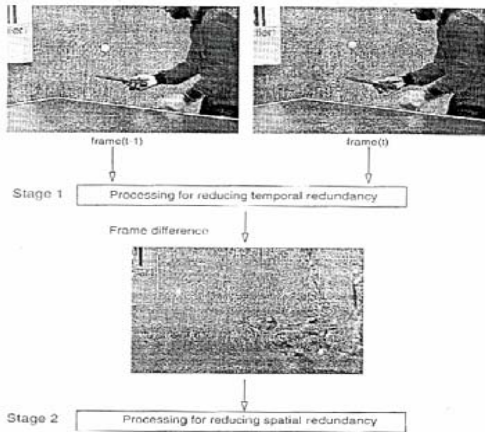 frame(t-1)
frame(t)
Stage 1
Processing for reducing temporal redundancy
Frame difference
Stage 2
Processing for reducing spatial redundancy